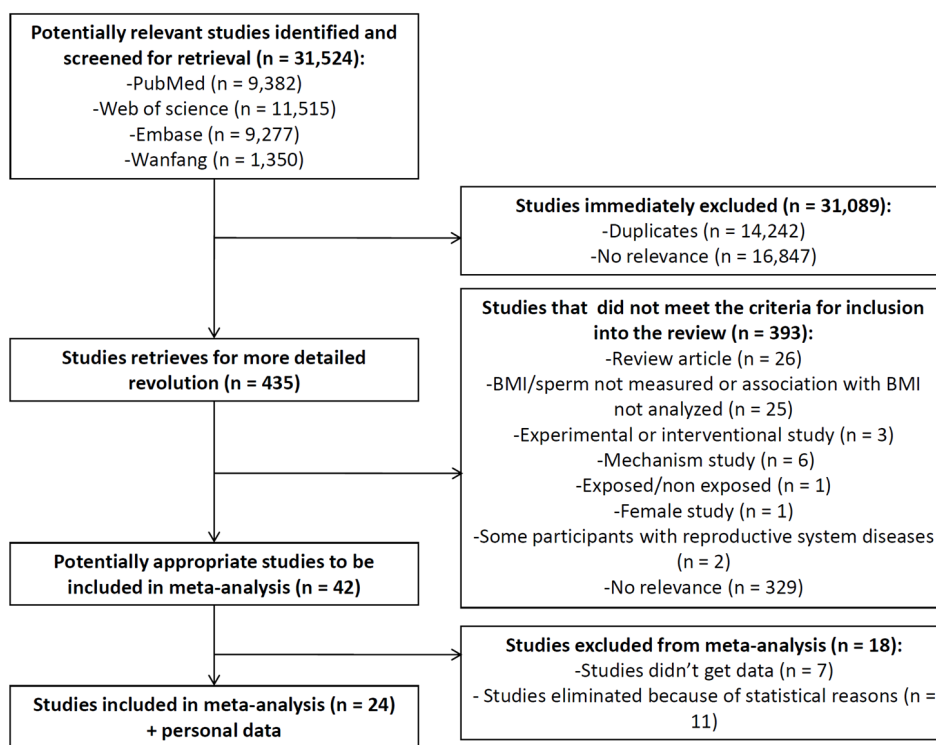 Potentially relevant studies identified and
screened for retrieval (n = 31,524):
-PubMed (n = 9,382)
-Web of science (n = 11,515)
-Embase (n = 9,277)
-Wanfang (n = 1,350)
Studies immediately excluded (n = 31,089):
-Duplicates (n = 14,242)
-No relevance (n = 16,847)
Studies retrieves for more detailed
revolution (n = 435)
Studies that did not meet the criteria for inclusion
into the review (n = 393):
-Review article (n = 26)
-BMI/sperm not measured or association with BMI
not analyzed (n = 25)
-Experimental or interventional study (n = 3)
-Mechanism study (n = 6)
-Exposed/non exposed (n = 1)
-Female study (n = 1)
-Some participants with reproductive system diseases
(n = 2)
-No relevance (n = 329)
Potentially appropriate studies to be
included in meta-analysis (n = 42)
Studies excluded from meta-analysis (n = 18):
-Studies didn't get data (n = 7)
- Studies eliminated because of statistical reasons (n =
11)
Studies included in meta-analysis (n = 24)
+ personal data